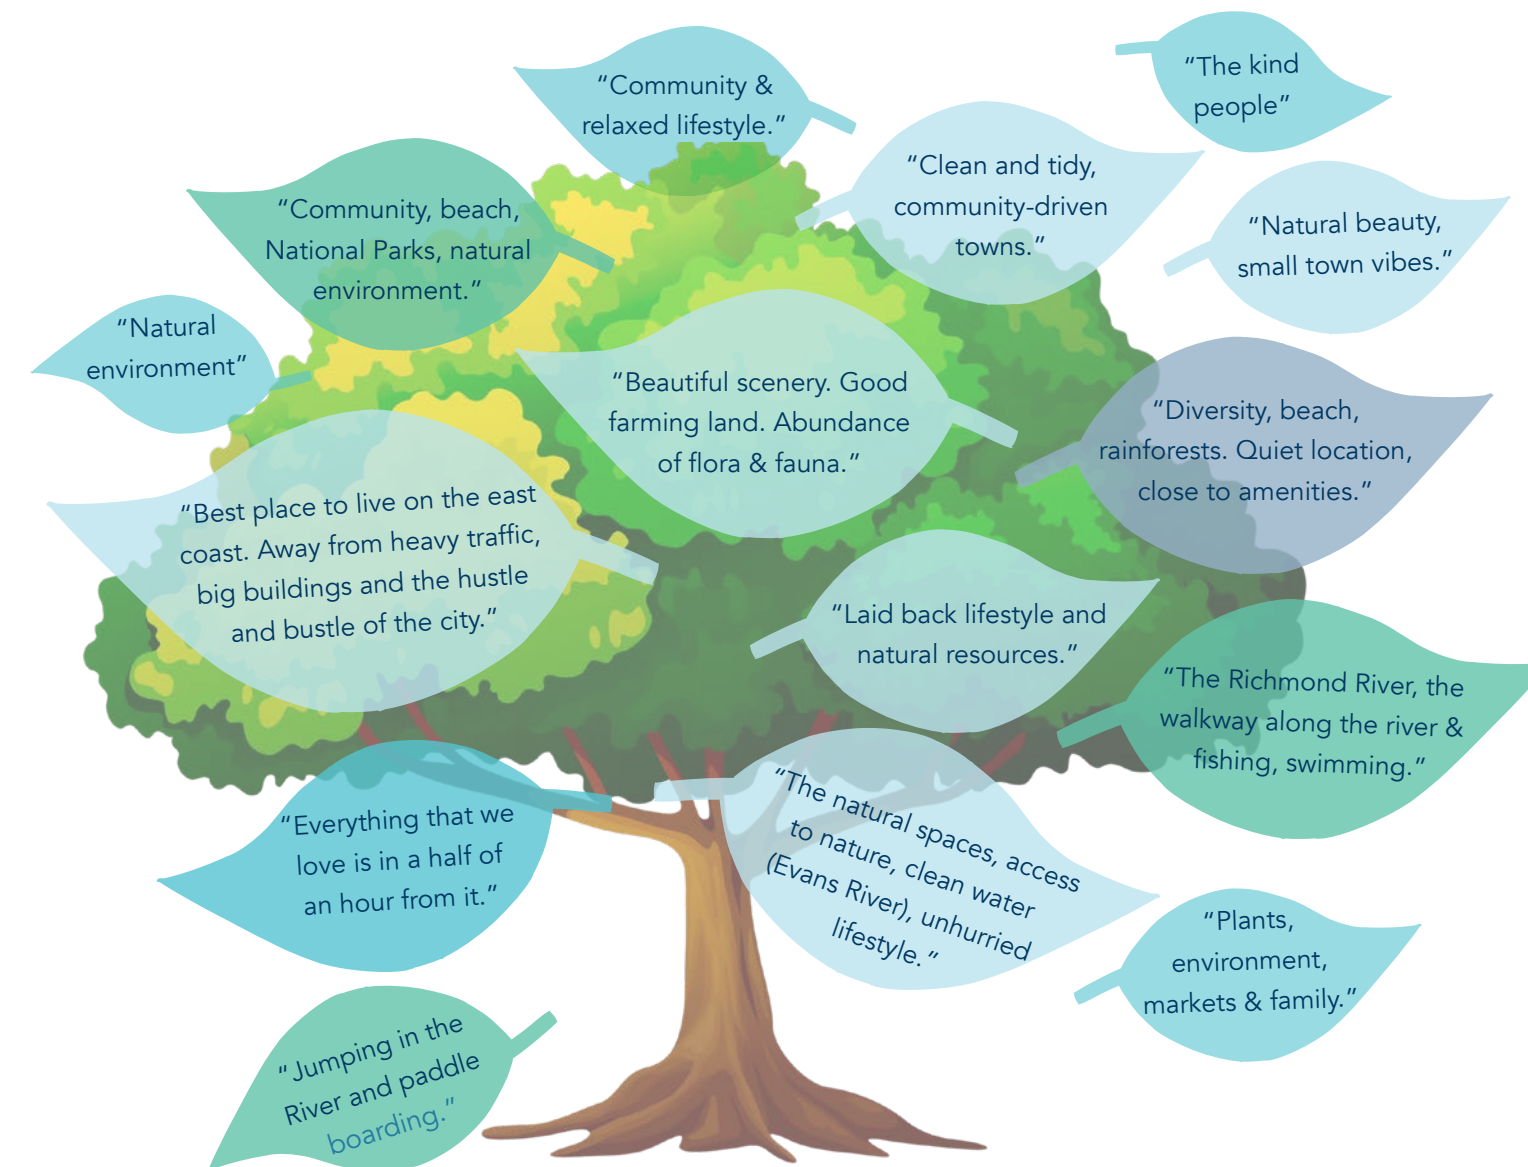 “Community &
relaxed lifestyle.”
“The kind
people”
“Community, beach,
National Parks, natural
environment.”
“Clean and tidy,
community-driven
towns.”
“Natural beauty,
small town vibes.”
“Natural
environment”
“Beautiful scenery. Good
farming land. Abundance
of flora & fauna.”
“Diversity, beach,
rainforests. Quiet location,
close to amenities.”
“Best place to live on the east
coast. Away from heavy traffic,
big buildings and the hustle
and bustle of the city.”
“Laid back lifestyle and
natural resources.”
“The Richmond River, the
walkway along the river &
fishing, swimming.”
“Everything that we
love is in a half of
an hour from it.”
“The natural spaces, access
to nature, clean water
(Evans River), unhurried
lifestyle.”
“Plants,
environment,
markets & family.”
“Jumping in the
River and paddle
boarding.”